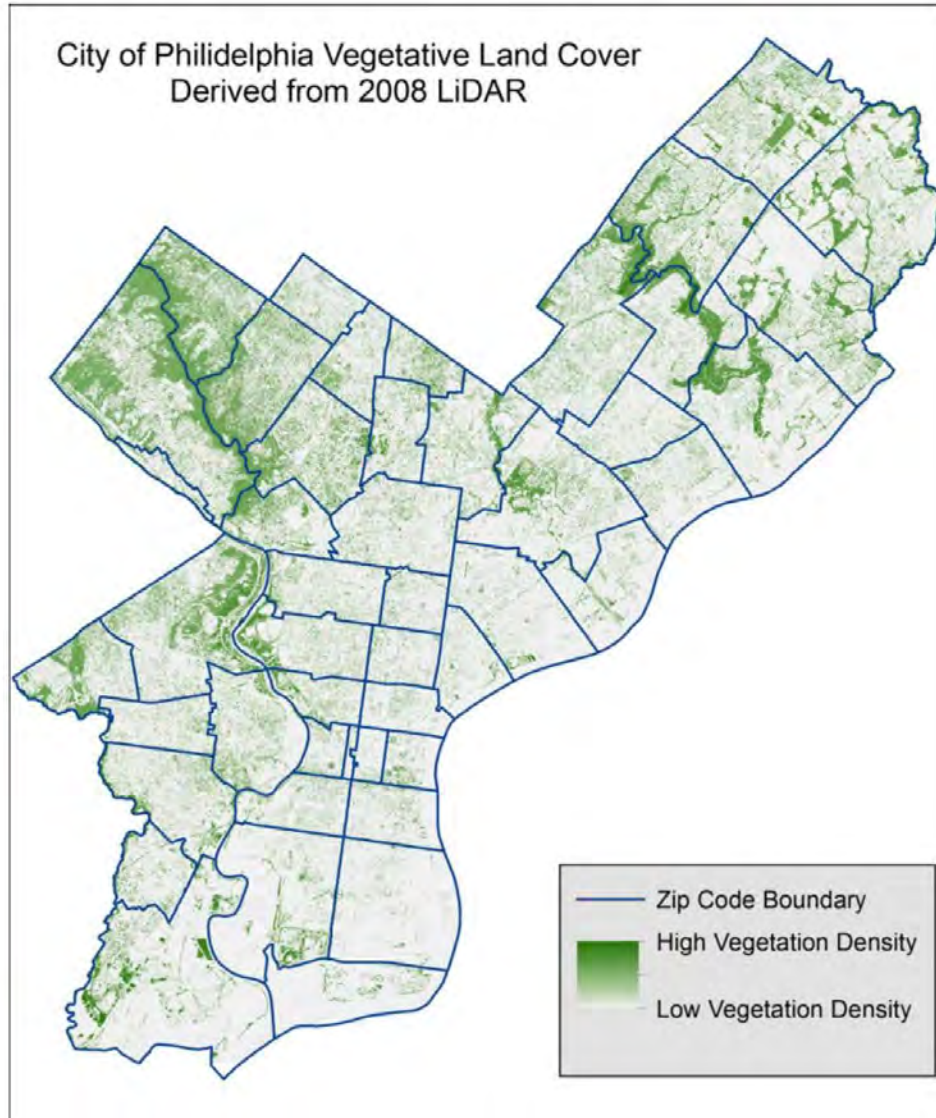 City of Philidelphia Vegetative Land Cover
Derived from 2008 LiDAR
Zip Code Boundary
High Vegetation Density
Low Vegetation Density